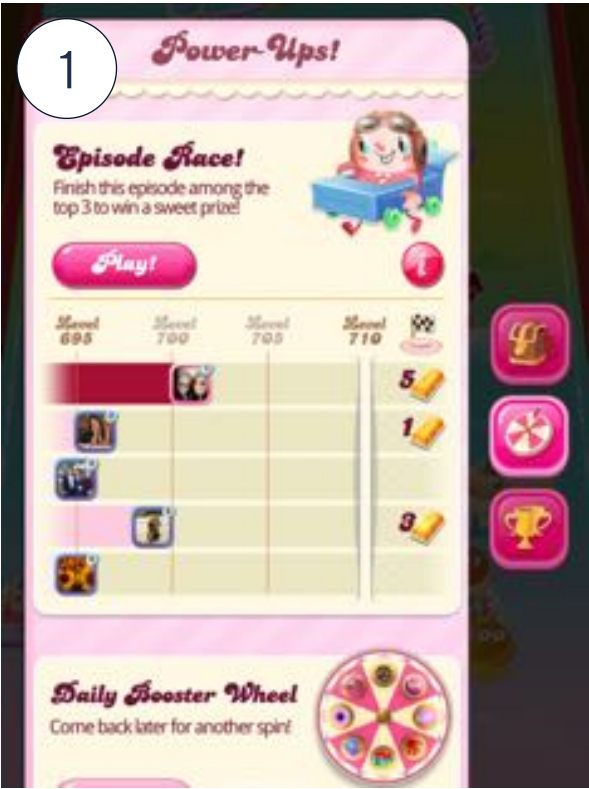 1
Power-Ups!
Episode Race!
Finish this episode among the
top 3 to win a sweet prize!
Play!
i
Level Level Level Level
695 700 705 710
5
1
3
Daily Booster Wheel
Come back later for another spin!